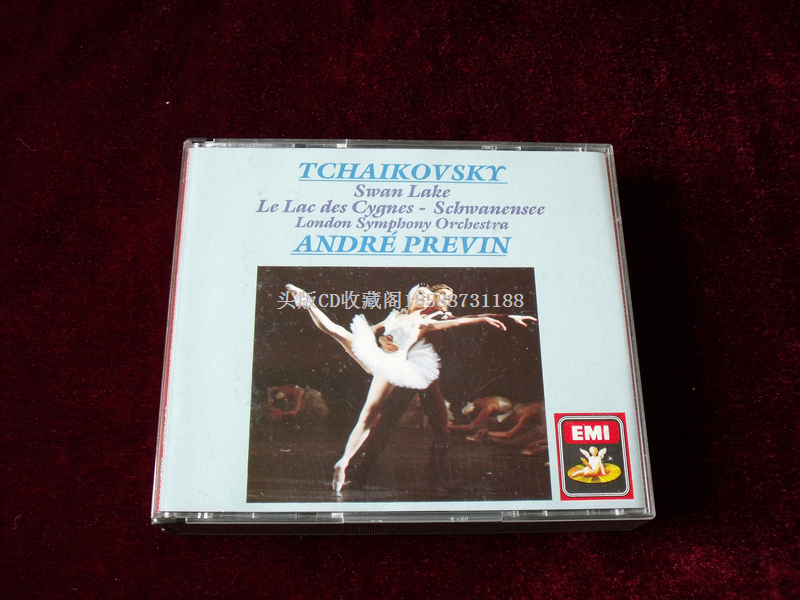 TCHAIKOVSKY
Swan Lake
Le Lac des Cygnes - Schwanensee
London Symphony Orchestra
ANDRÉ PREVIN
头版CD收藏阁
EMI